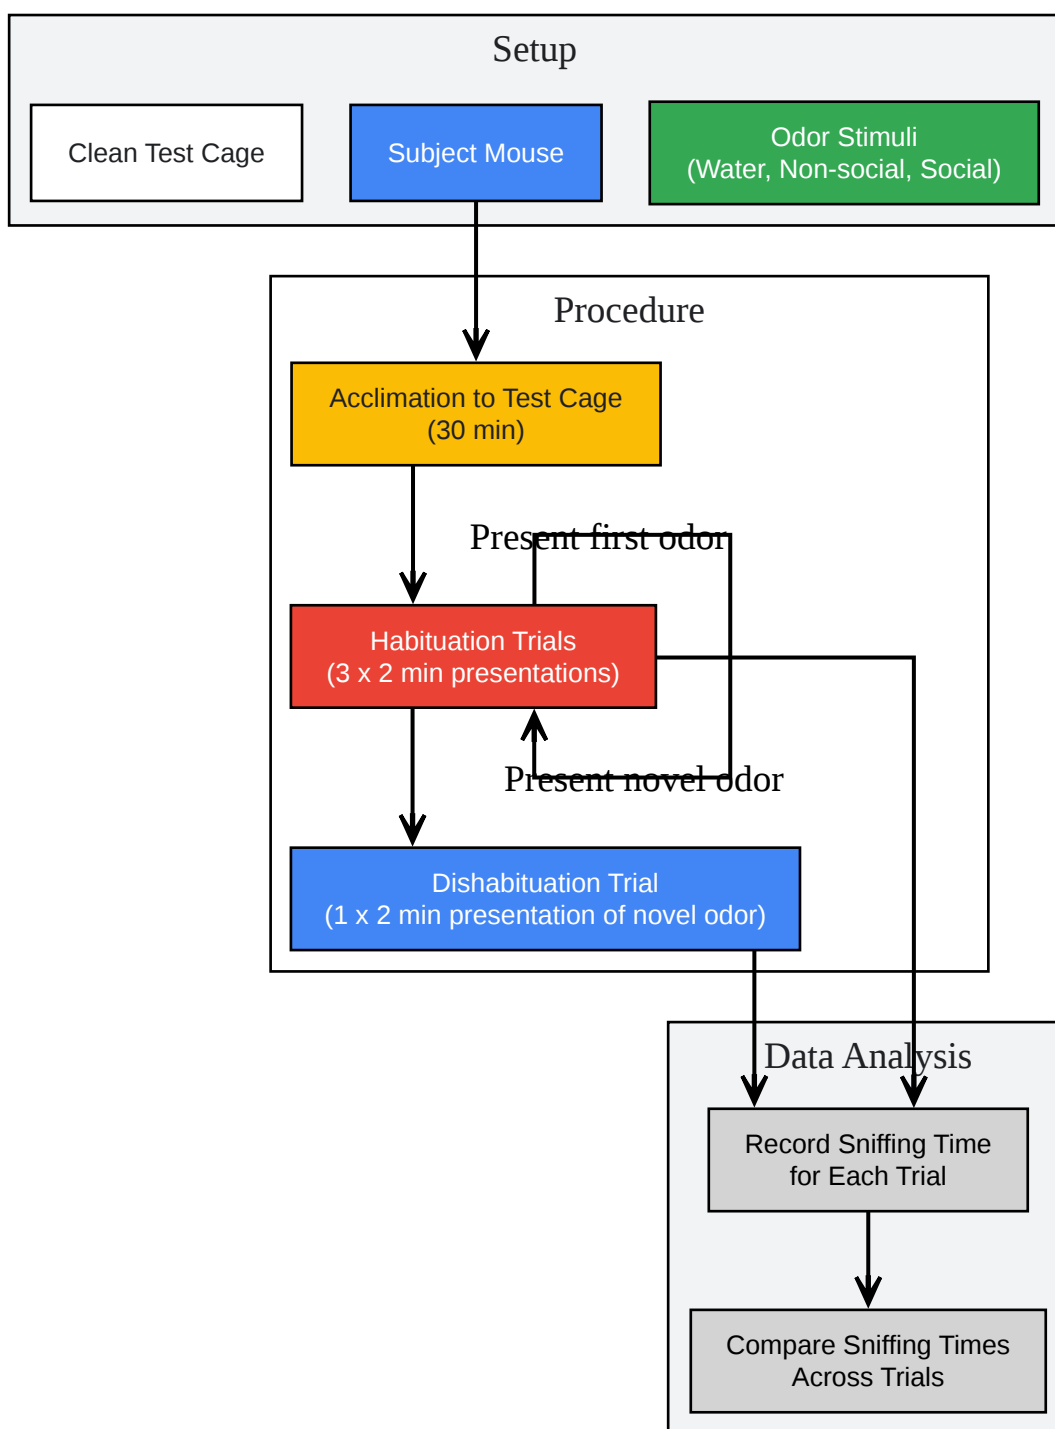 Setup
Clean Test Cage
Subject Mouse
Odor Stimuli
(Water, Non-social, Social)
Procedure
Acclimation to Test Cage
(30 min)
Present first odor
Habituation Trials
(3 x 2 min presentations)
Present novel odor
Dishabituation Trial
(1 x 2 min presentation of novel odor)
Data Analysis
Record Sniffing Time
for Each Trial
Compare Sniffing Times
Across Trials